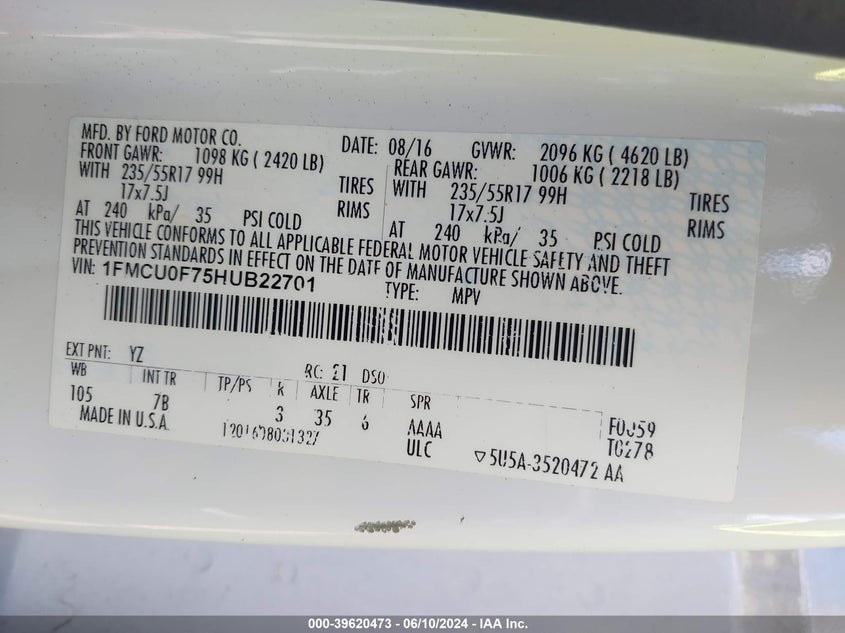 MFD. BY FORD MOTOR CO. DATE: 08/16 GVWR: 2096 KG ( 4620 LB)
FRONT GAWR: 1098 KG ( 2420 LB) REAR GAWR: 1006 KG ( 2218 LB)
WITH 235/55R17 99H TIRES WITH 235/55R17 99H TIRES
17x7.5J RIMS 17x7.5J RIMS
AT 240 kPa/ 35 PSI COLD AT 240 kPa/ 35 PSI COLD
THIS VEHICLE CONFORMS TO ALL APPLICABLE FEDERAL MOTOR VEHICLE SAFETY AND THEFT
PREVENTION STANDARDS IN EFFECT ON THE DATE OF MANUFACTURE SHOWN ABOVE.
VIN: 1FMCU0F75HUB22701 TYPE: MPV
EXT PNT: YZ RC: 21 DSO
WB INT TR TP/PS R AXLE TR SPR
105 7B 3 35 6 AAAA F0059
MADE IN U.S.A. ULC T0278
▽5U5A-3520472 AA
000-39620473 - 06/10/2024 - IAA Inc.